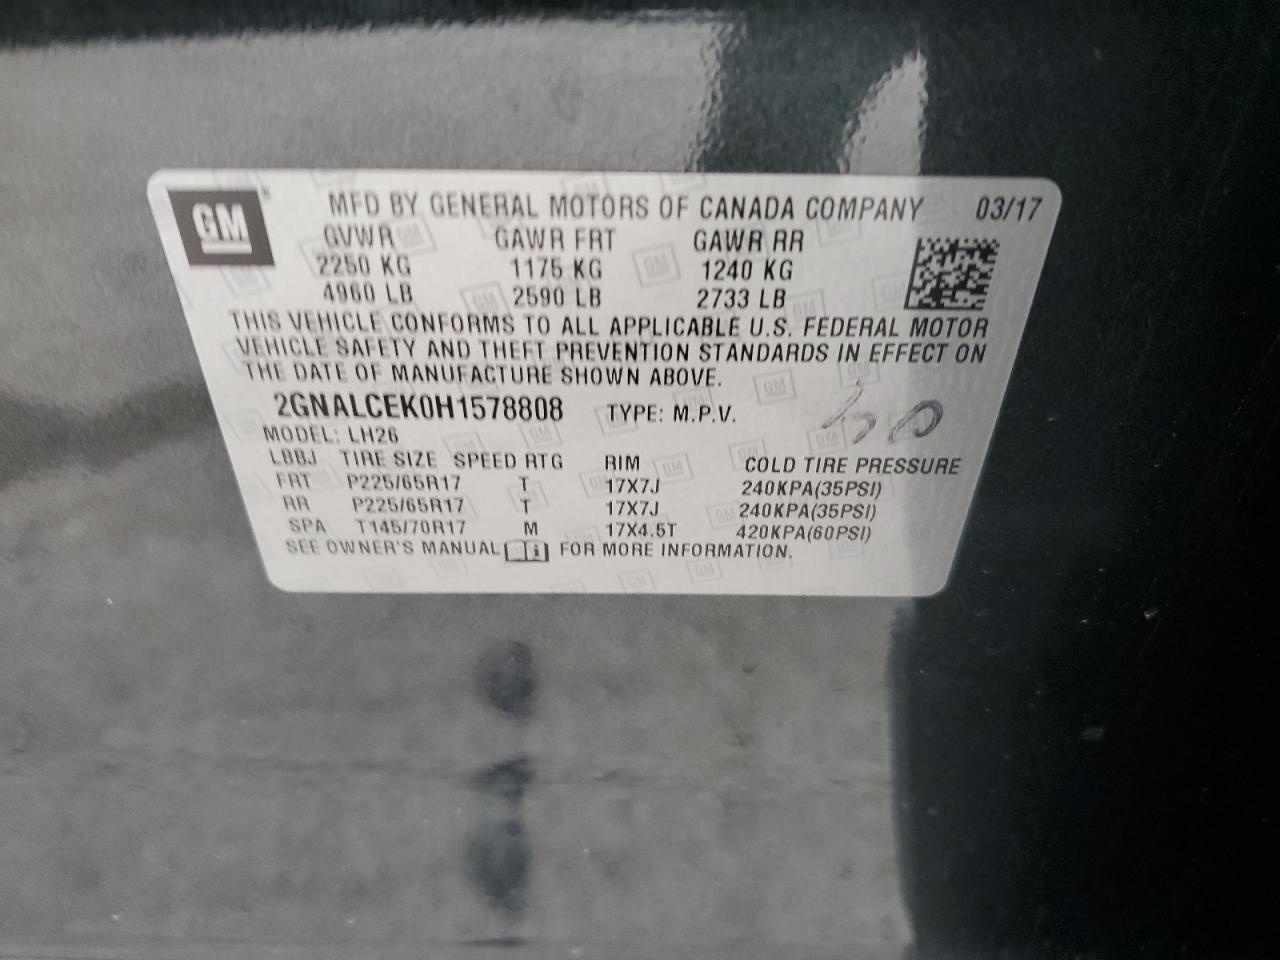 GM MFD BY GENERAL MOTORS OF CANADA COMPANY 03/17
GVWR GAWR FRT GAWR RR
2250 KG 1175 KG 1240 KG
4960 LB 2590 LB 2733 LB
THIS VEHICLE CONFORMS TO ALL APPLICABLE U.S. FEDERAL MOTOR
VEHICLE SAFETY AND THEFT PREVENTION STANDARDS IN EFFECT ON
THE DATE OF MANUFACTURE SHOWN ABOVE.
2GNALCEK0H1578808 TYPE: M.P.V.
MODEL: LH26
LBBJ TIRE SIZE SPEED RTG RIM COLD TIRE PRESSURE
FRT P225/65R17 T 17X7J 240KPA(35PSI)
RR P225/65R17 T 17X7J 240KPA(35PSI)
SPA T145/70R17 M 17X4.5T 420KPA(60PSI)
SEE OWNER'S MANUAL FOR MORE INFORMATION.